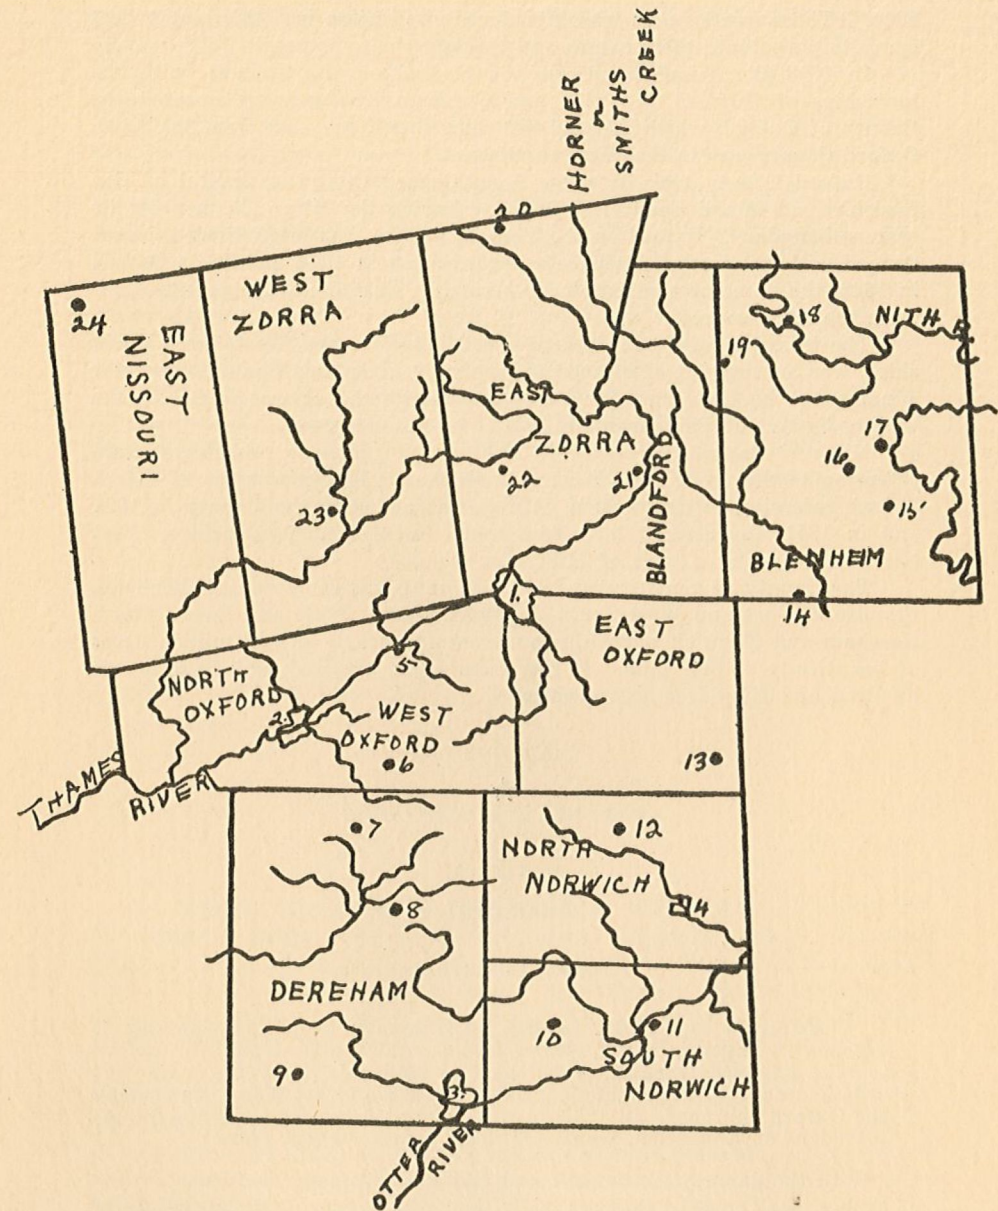 HORNER
or
SMITHS
CREEK
20
WEST
ZORRA
24
EAST
NISSOURI
18
NITH R.
19
EAST
ZORRA
17
16
15
22
21
23
BLANDFORD
BLENHEIM
14
1.
EAST
OXFORD
5
NORTH
OXFORD
2.
WEST
OXFORD
6
13
THAMES
RIVER
7
12
NORTH
NORWICH
4
8
DEREHAM
10
11
SOUTH
NORWICH
9
3.
OTTER
RIVER